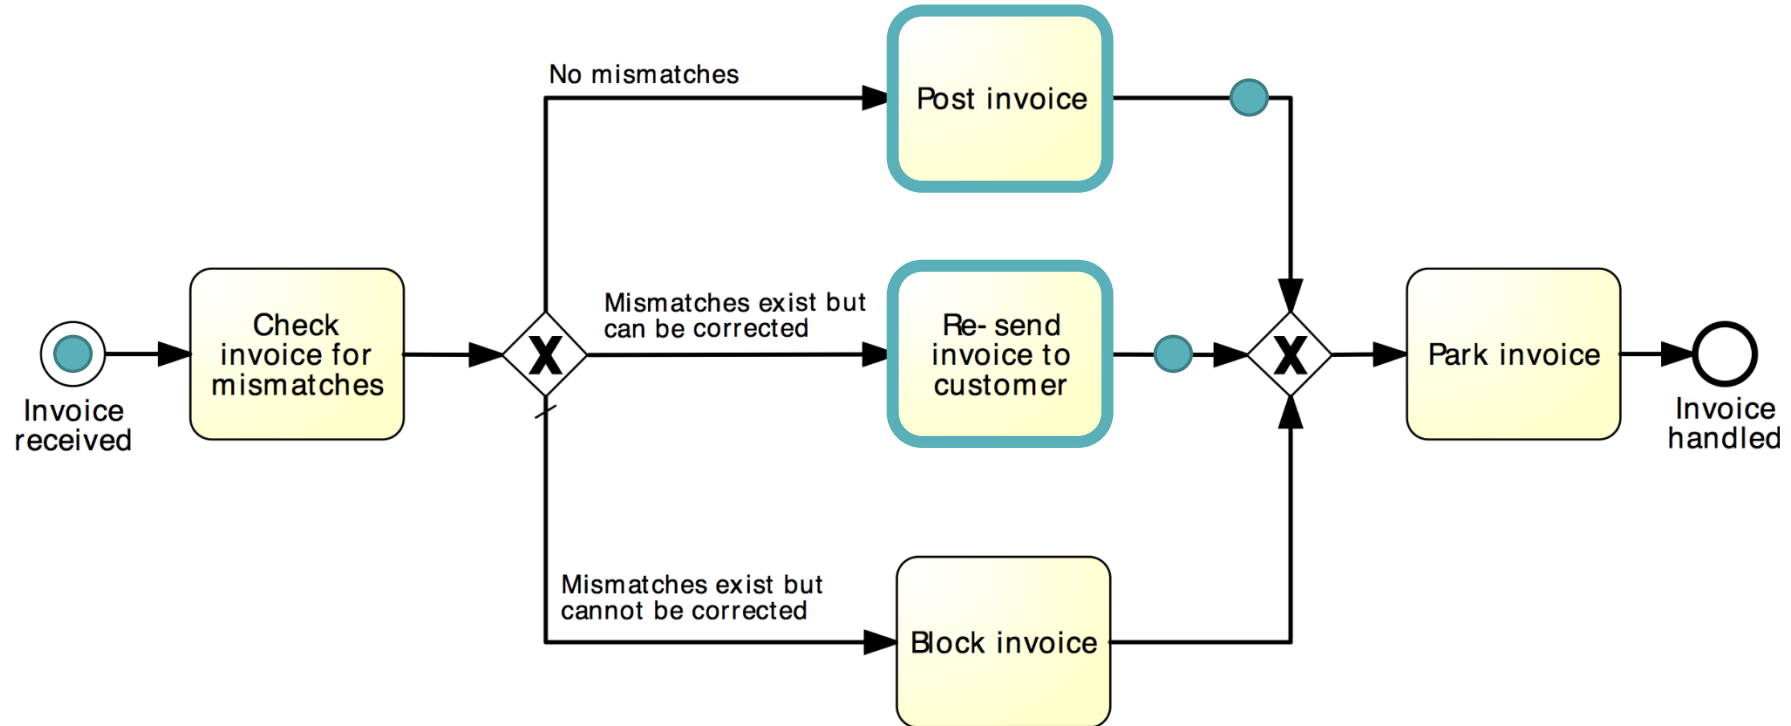 Invoice
received
Check
invoice for
mismatches
X
No mismatches
Post invoice
Mismatches exist but
can be corrected
Re- send
invoice to
customer
Mismatches exist but
cannot be corrected
Block invoice
X
Park invoice
Invoice
handled